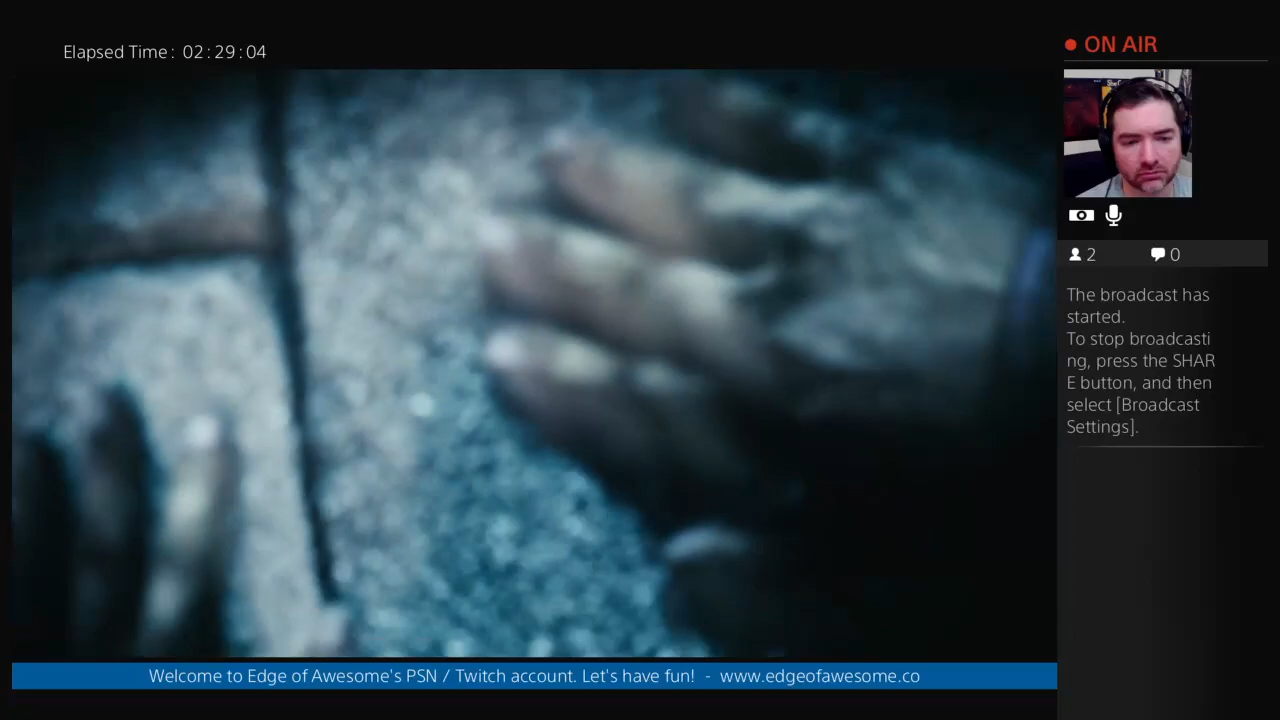 Elapsed Time: 02:29:04
ON AIR
2 0
The broadcast has
started.
To stop broadcasti
ng, press the SHAR
E button, and then
select [Broadcast
Settings].
Welcome to Edge of Awesome's PSN / Twitch account. Let's have fun! - www.edgeofawesome.co